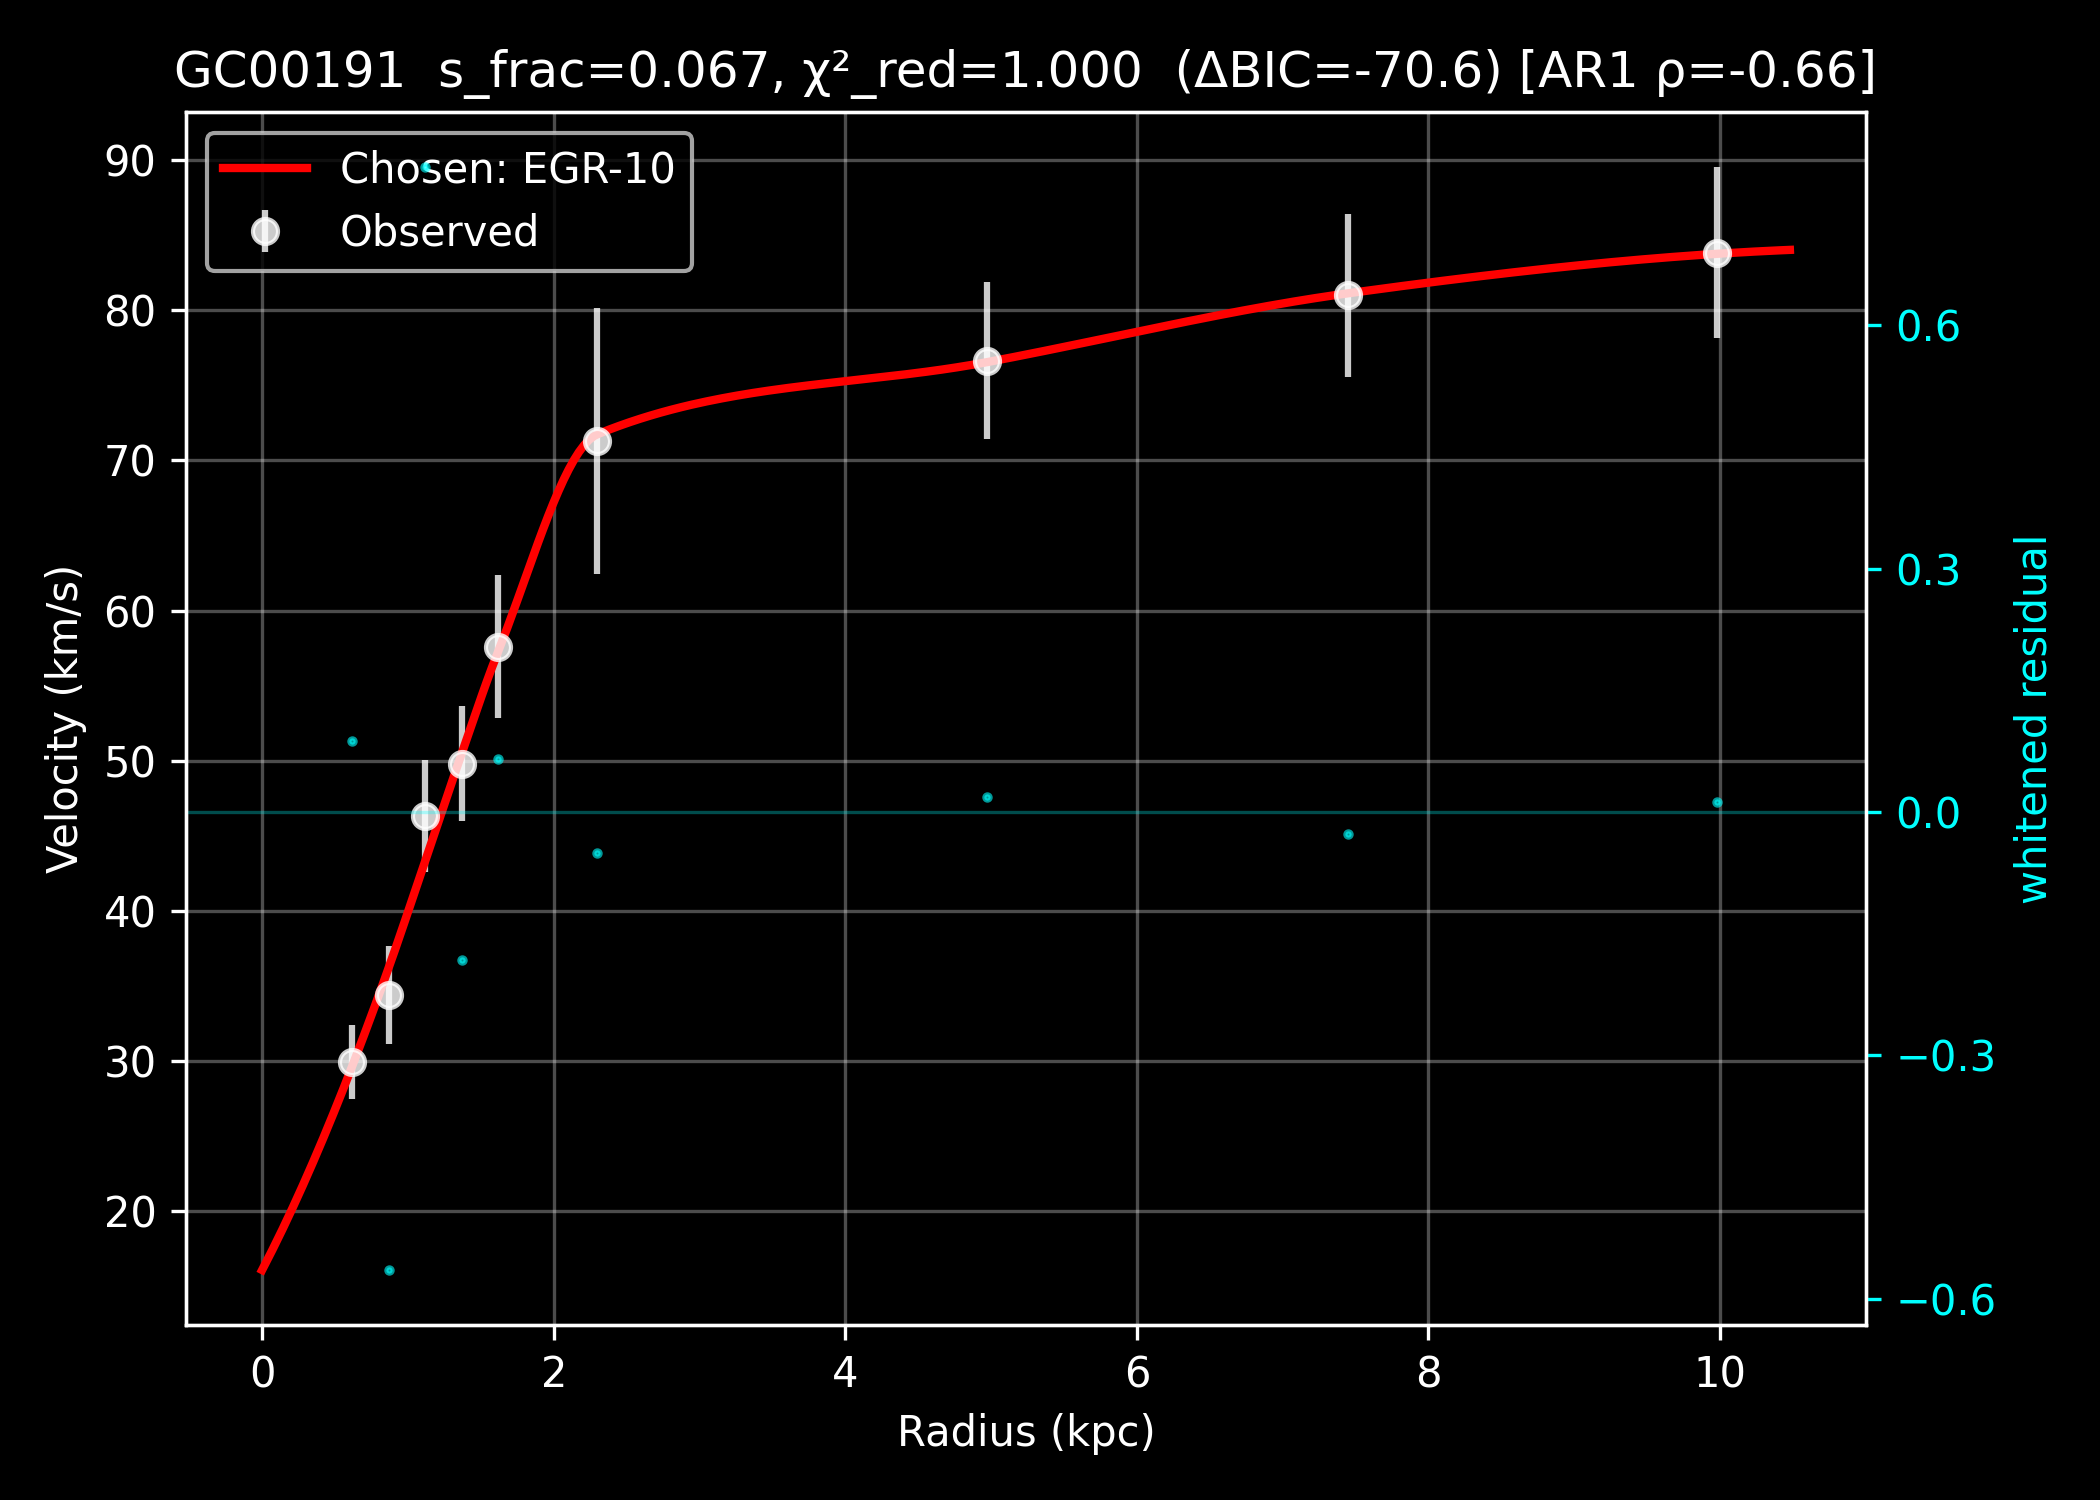 GC00191  s_frac=0.067, χ²_red=1.000  (ΔBIC=-70.6) [AR1 ρ=-0.66]
Chosen: EGR-10
Observed
90
80
70
60
50
40
30
20
Velocity (km/s)
0.6
0.3
0.0
−0.3
−0.6
whitened residual
0 2 4 6 8 10
Radius (kpc)